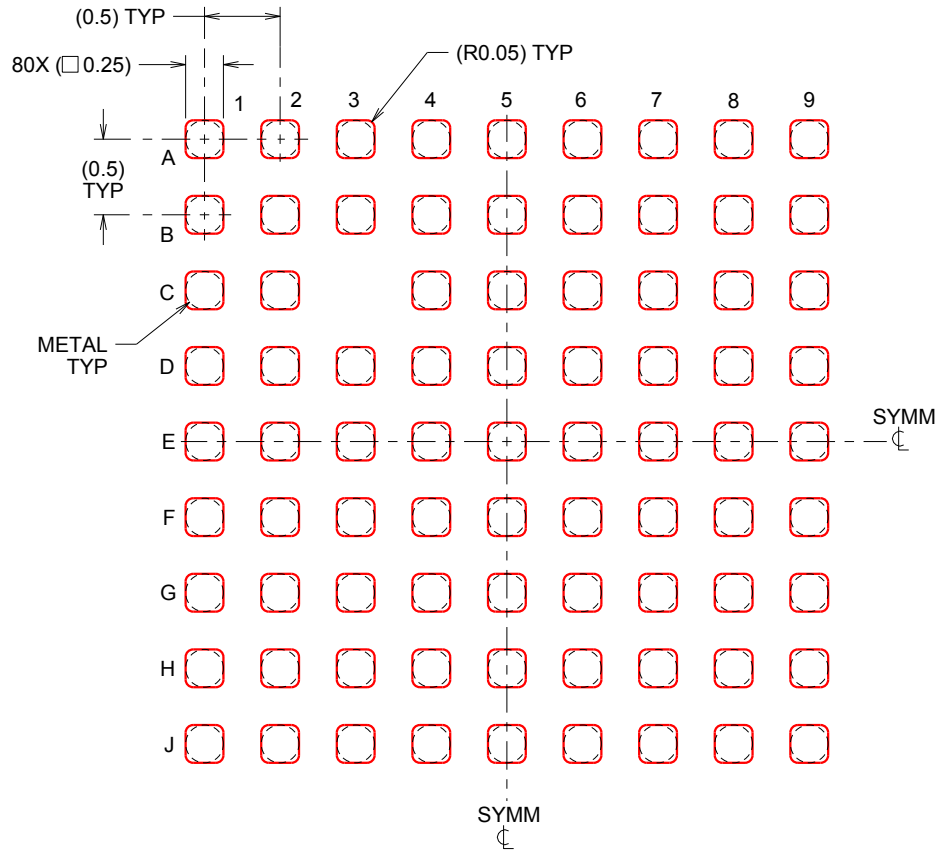 (0.5) TYP
80X (□ 0.25)
(R0.05) TYP
1 2 3 4 5 6 7 8 9
A
(0.5)
TYP
B
C
METAL
TYP
D
SYMM
℄
E
F
G
H
J
SYMM
℄